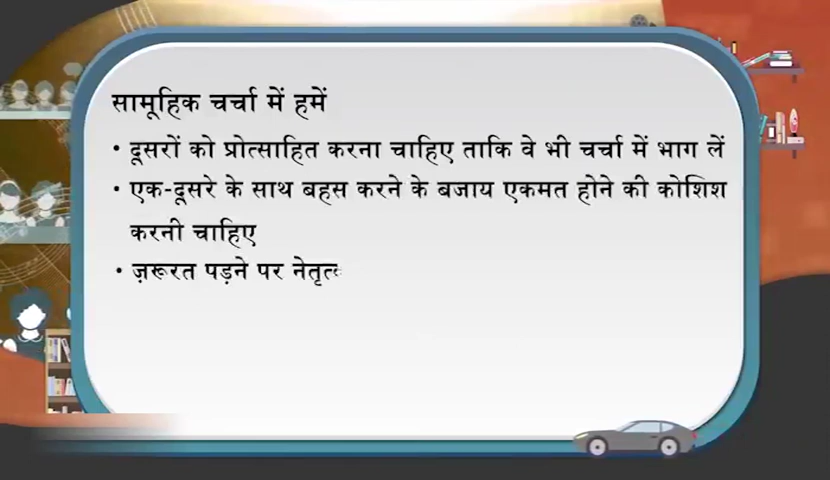 सामूहिक चर्चा में हमें
• दूसरों को प्रोत्साहित करना चाहिए ताकि वे भी चर्चा में भाग लें
• एक-दूसरे के साथ बहस करने के बजाय एकमत होने की कोशिश
करनी चाहिए
• ज़रूरत पड़ने पर